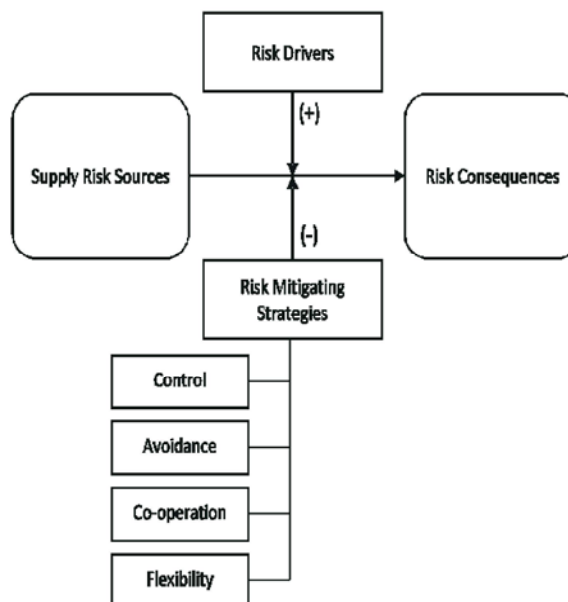 Risk Drivers
(+)
Supply Risk Sources
Risk Consequences
(-)
Risk Mitigating
Strategies
Control
Avoidance
Co-operation
Flexibility